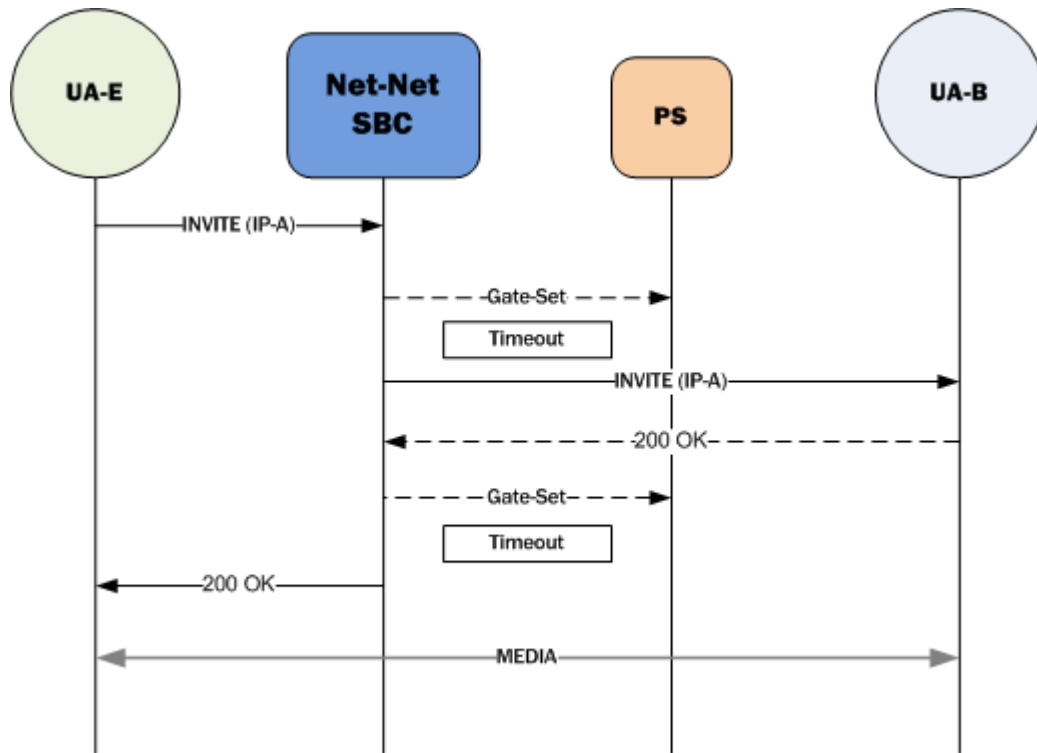 UA-E
Net-Net
SBC
PS
UA-B
INVITE (IP-A)
Gate-Set
Timeout
INVITE (IP-A)
200 OK
Gate-Set
Timeout
200 OK
MEDIA